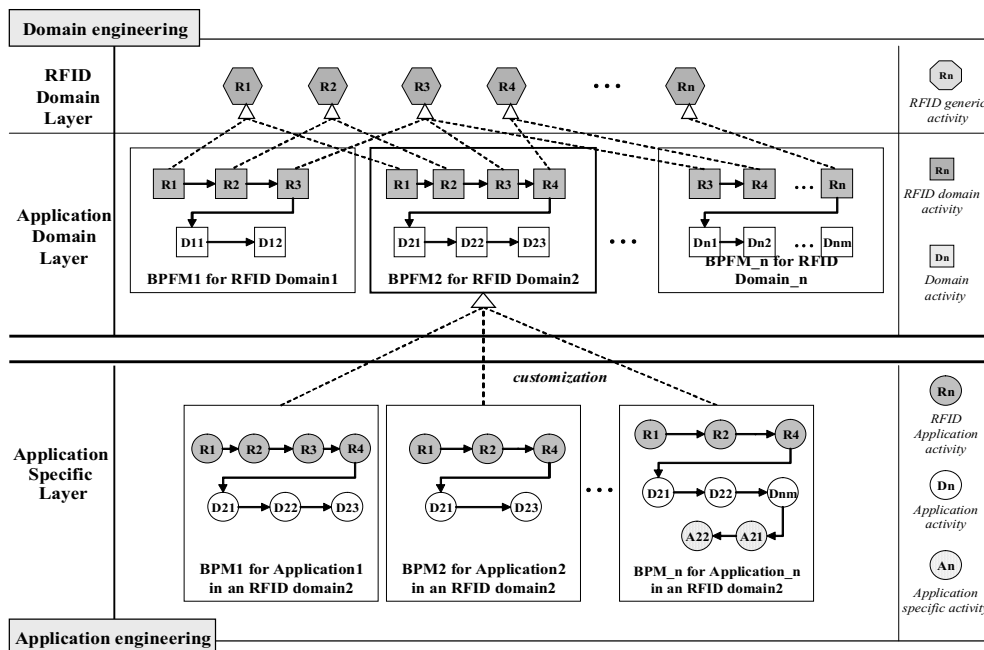 Domain engineering
RFID
Domain
Layer
R1
R2
R3
R4
...
Rn
Rn
RFID generic
activity
Application
Domain
Layer
R1
R2
R3
D11
D12
BPFM1 for RFID Domain1
R1
R2
R3
R4
D21
D22
D23
BPFM2 for RFID Domain2
...
R3
R4
...
Rn
Dn1
Dn2
...
Dnm
BPFM_n for RFID
Domain_n
Rn
RFID domain
activity
Dn
Domain
activity
customization
Application
Specific
Layer
R1
R2
R3
R4
D21
D22
D23
BPM1 for Application1
in an RFID domain2
R1
R2
R4
D21
D23
BPM2 for Application2
in an RFID domain2
...
R1
R2
R4
D21
D22
Dnm
A22
A21
BPM_n for Application_n
in an RFID domain2
Rn
RFID
Application
activity
Dn
Application
activity
An
Application
specific activity
Application engineering